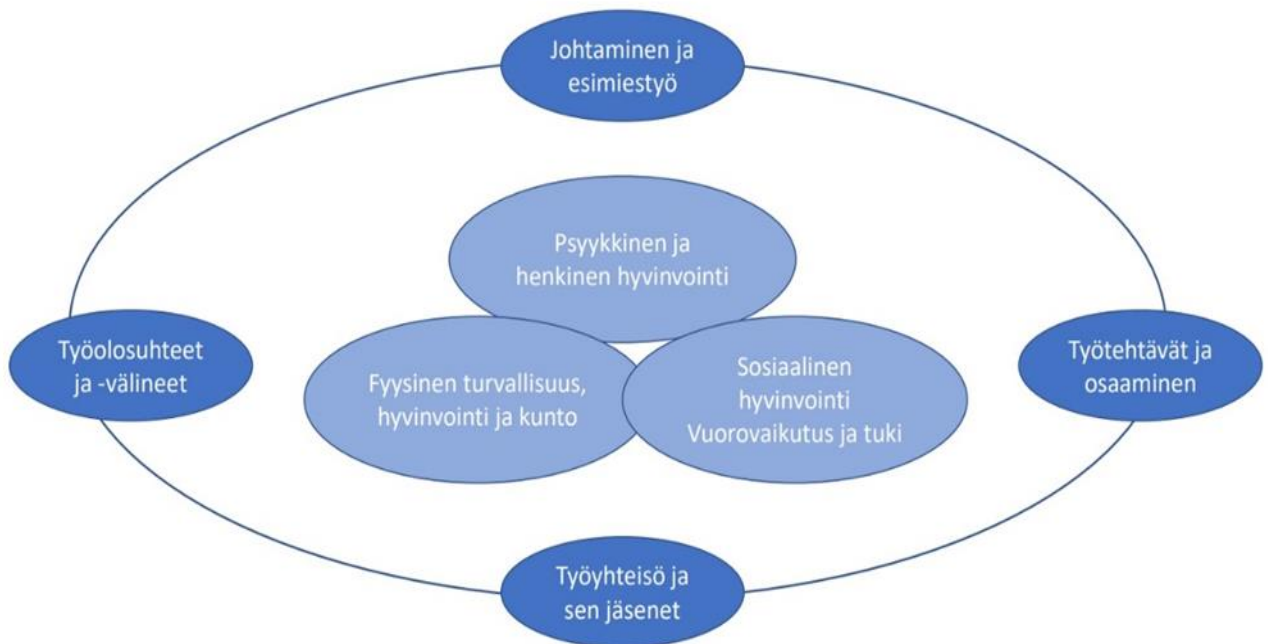 Johtaminen ja
esimiestyö
Psyykkinen ja
henkinen hyvinvointi
Työolosuhteet
ja -välineet
Fyysinen turvallisuus,
hyvinvointi ja kunto
Sosiaalinen
hyvinvointi
Vuorovaikutus ja tuki
Työtehtävät ja
osaaminen
Työyhteisö ja
sen jäsenet